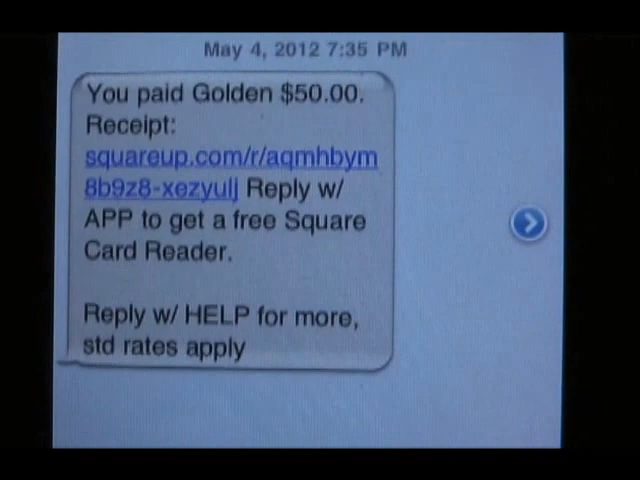 May 4, 2012 7:35 PM
You paid Golden $50.00.
Receipt:
squareup.com/r/aqmhbym
8b9z8-xezyulj Reply w/
APP to get a free Square
Card Reader.
Reply w/ HELP for more,
std rates apply